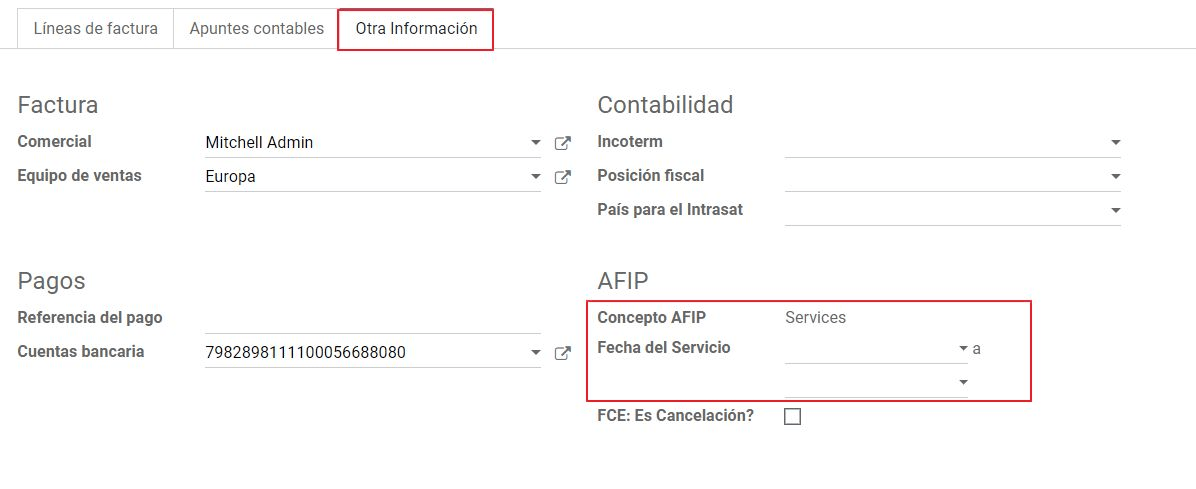 Líneas de factura
Apuntes contables
Otra Información
Factura
Comercial
Mitchell Admin
Equipo de ventas
Europa
Contabilidad
Incoterm
Posición fiscal
País para el Intrasat
Pagos
Referencia del pago
Cuentas bancaria
7982898111100056688080
AFIP
Concepto AFIP
Services
Fecha del Servicio
a
FCE: Es Cancelación?